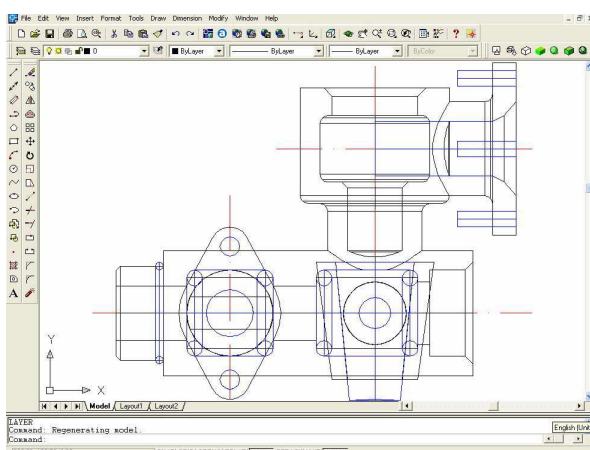 File Edit View Insert Format Tools Draw Dimension Modify Window Help
0 ByLayer ByLayer ByLayer ByColor
A
Y
X
Model Layout1 Layout2
LAYER
Command: Regenerating model.
English (Unit
Command: